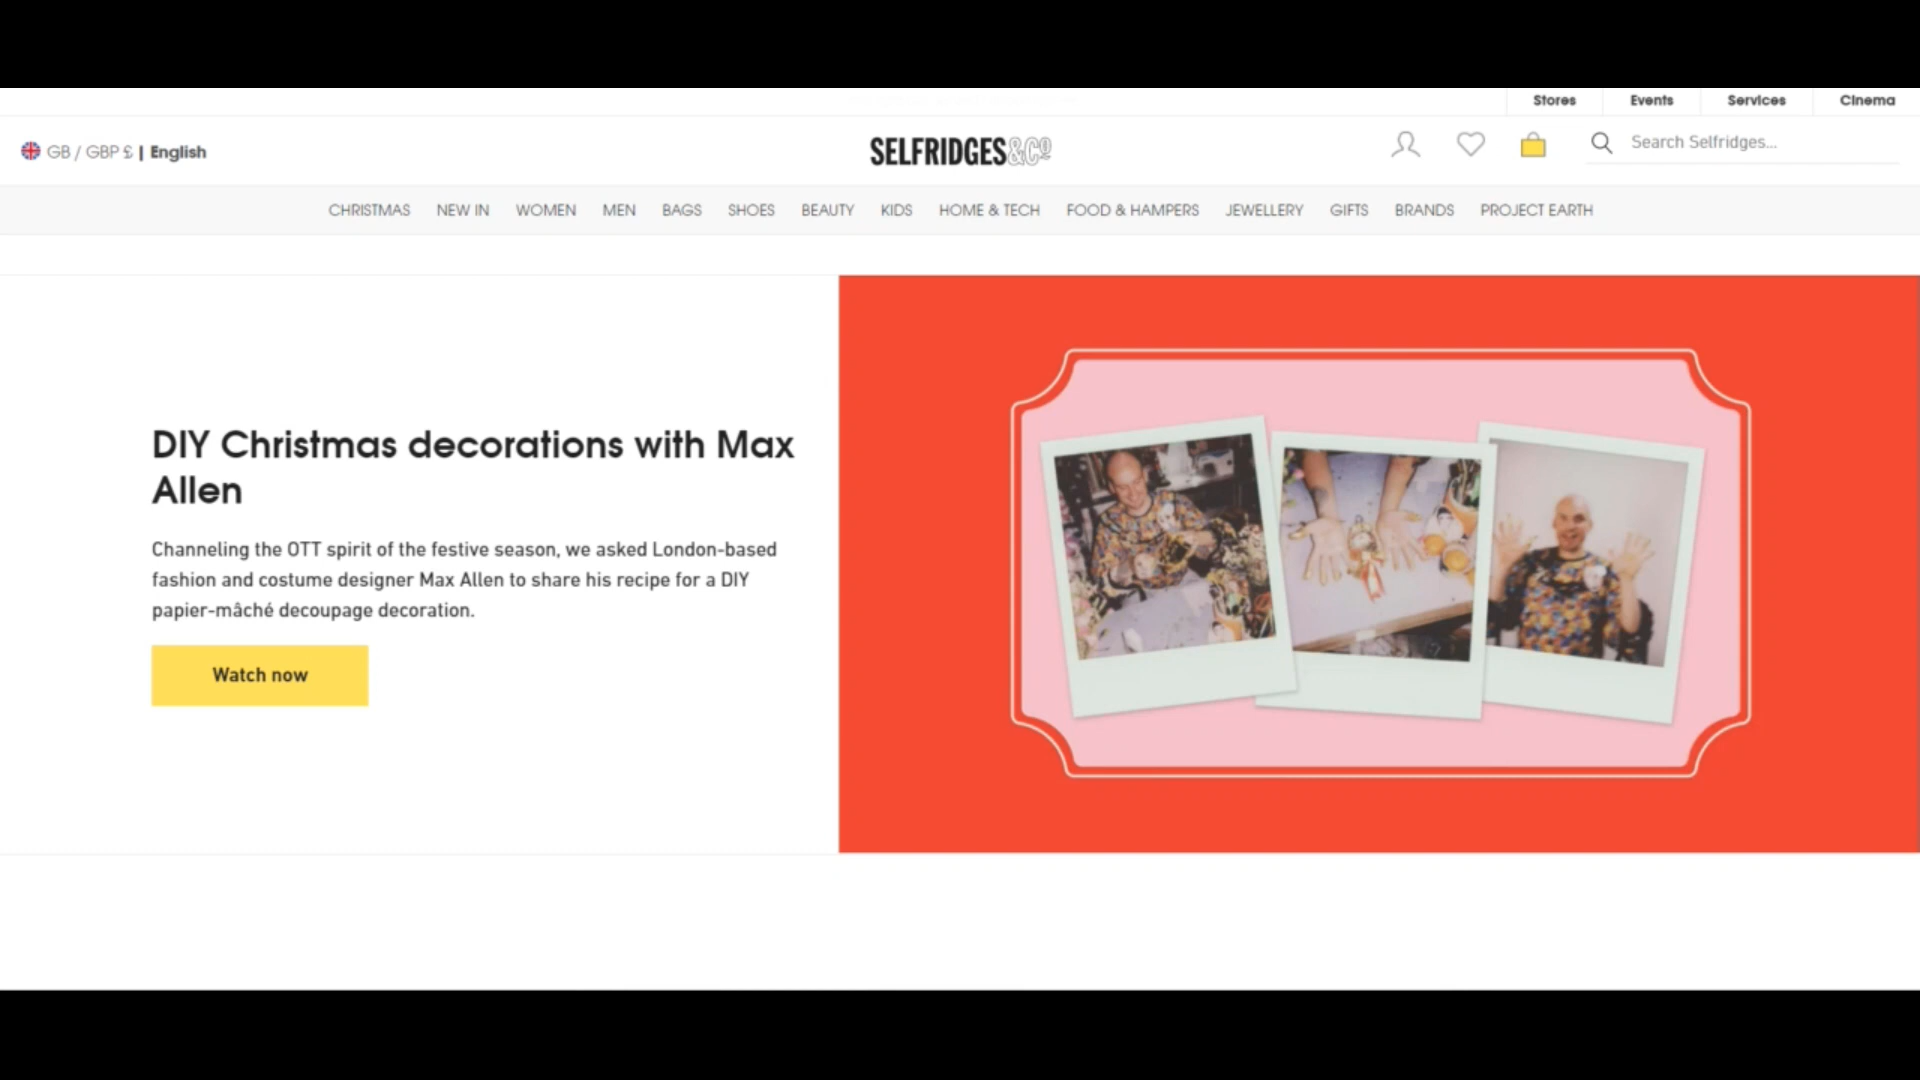 Stores Events Services Cinema
GB / GBP £ | English
SELFRIDGES&CO
Search Selfridges...
CHRISTMAS NEW IN WOMEN MEN BAGS SHOES BEAUTY KIDS HOME & TECH FOOD & HAMPERS JEWELLERY GIFTS BRANDS PROJECT EARTH
DIY Christmas decorations with Max
Allen
Channeling the OTT spirit of the festive season, we asked London-based
fashion and costume designer Max Allen to share his recipe for a DIY
papier-mâché decoupage decoration.
Watch now